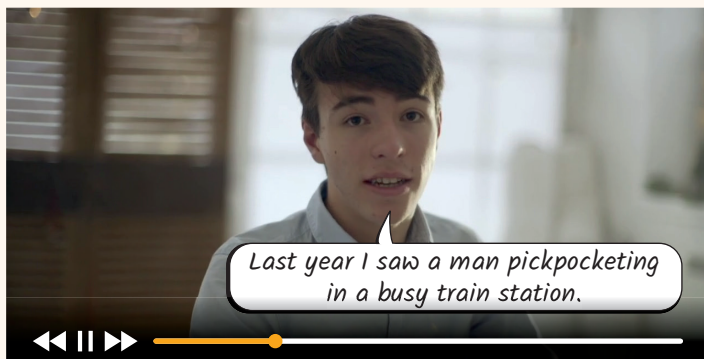 Last year I saw a man pickpocketing
in a busy train station.